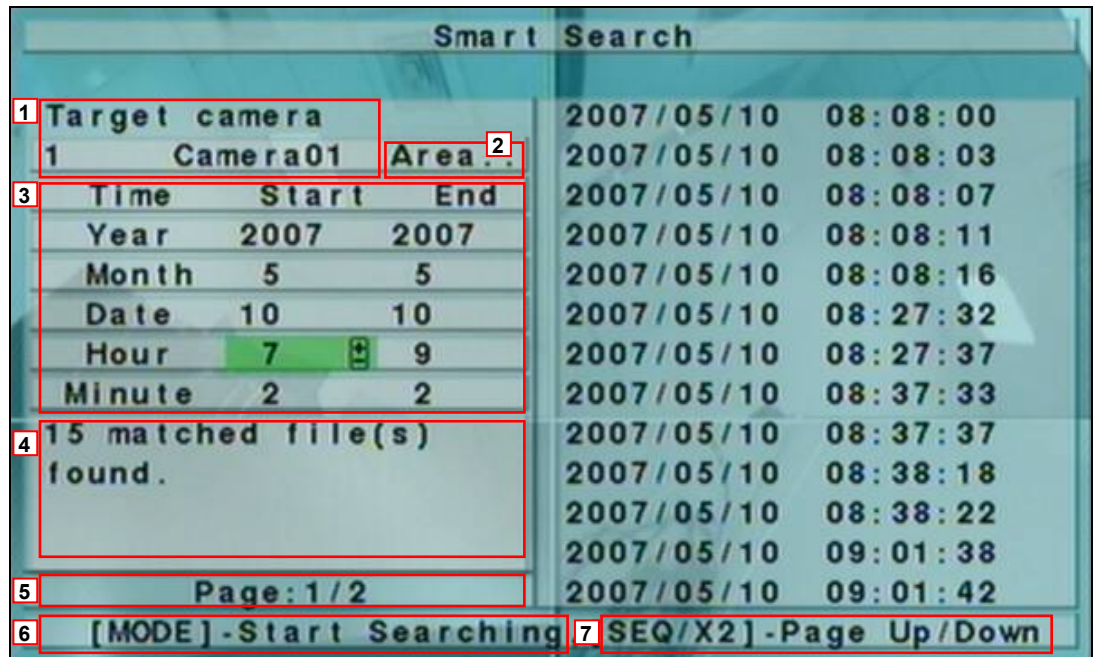 Smart Search
1
Target camera
2
1 Camera01 Area..
3
Time Start End
Year 2007 2007
Month 5 5
Date 10 10
Hour 7 9
Minute 2 2
4
15 matched file(s)
found.
5
Page:1/2
6
[MODE]-Start Searching
7
SEQ/X2]-Page Up/Down
2007/05/10 08:08:00
2007/05/10 08:08:03
2007/05/10 08:08:07
2007/05/10 08:08:11
2007/05/10 08:08:16
2007/05/10 08:27:32
2007/05/10 08:27:37
2007/05/10 08:37:33
2007/05/10 08:37:37
2007/05/10 08:38:18
2007/05/10 08:38:22
2007/05/10 09:01:38
2007/05/10 09:01:42